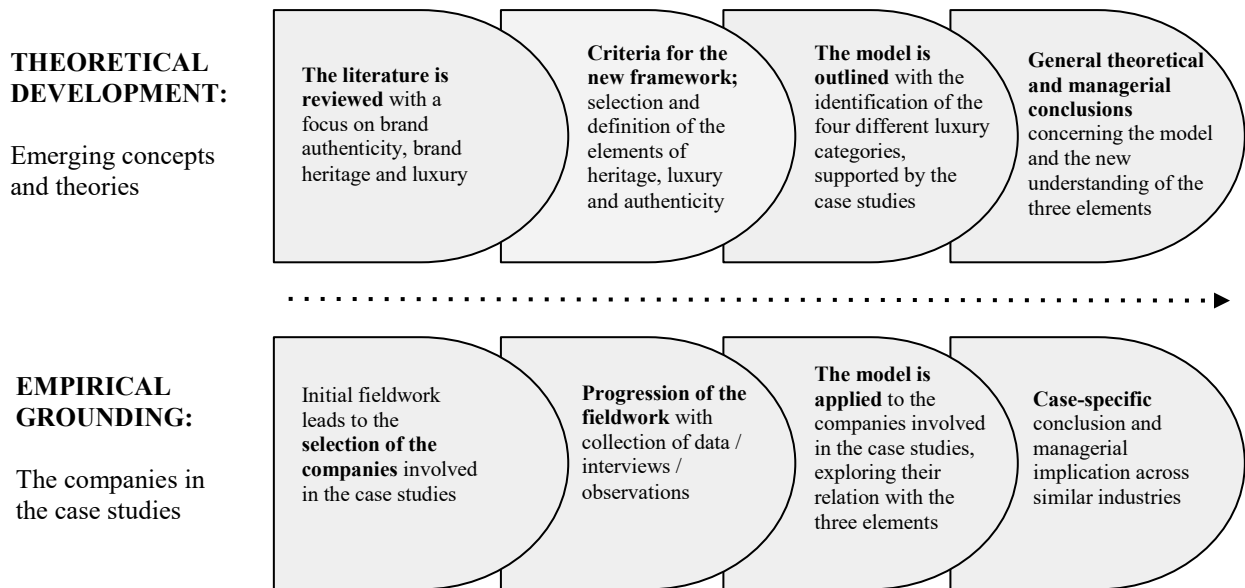 THEORETICAL
DEVELOPMENT:
Emerging concepts
and theories
The literature is
reviewed with a
focus on brand
authenticity, brand
heritage and luxury
Criteria for the
new framework;
selection and
definition of the
elements of
heritage, luxury
and authenticity
The model is
outlined with the
identification of the
four different luxury
categories,
supported by the
case studies
General theoretical
and managerial
conclusions
concerning the model
and the new
understanding of the
three elements
EMPIRICAL
GROUNDING:
The companies in
the case studies
Initial fieldwork
leads to the
selection of the
companies involved
in the case studies
Progression of the
fieldwork with
collection of data /
interviews /
observations
The model is
applied to the
companies involved
in the case studies,
exploring their
relation with the
three elements
Case-specific
conclusion and
managerial
implication across
similar industries